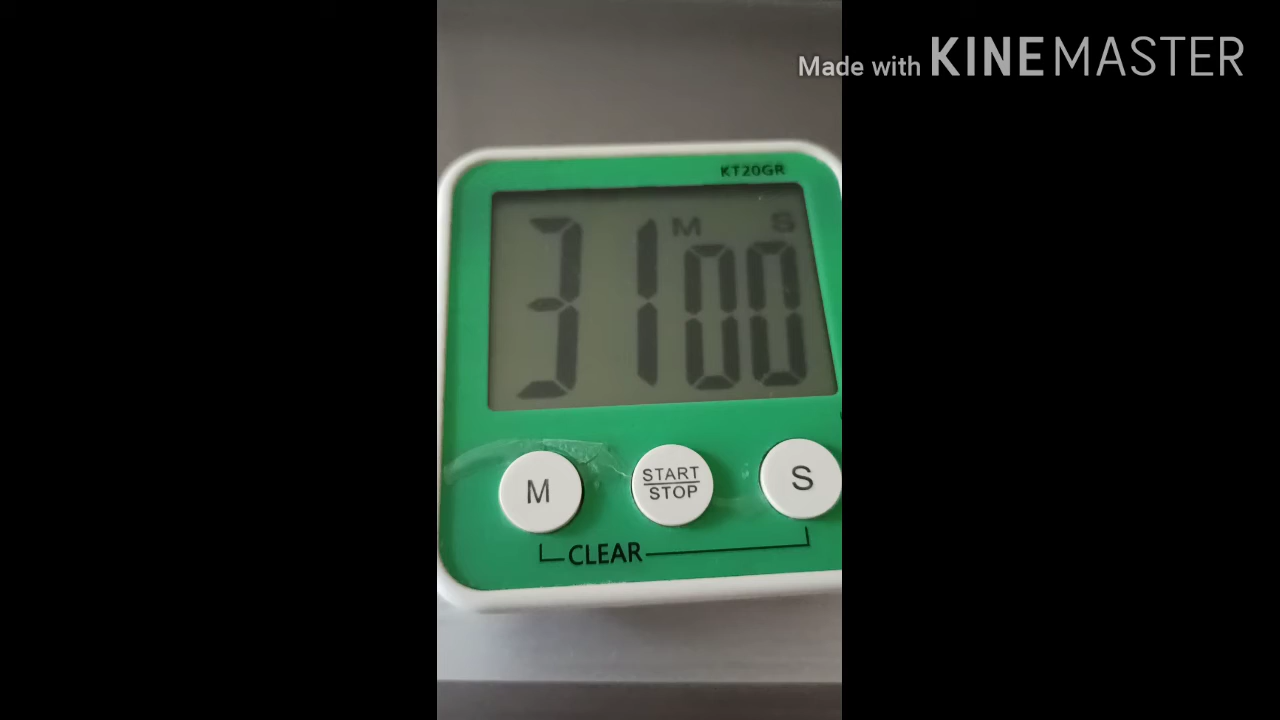 Made with KINEMASTER
KT20GR
M S
31 00
M
START
STOP
S
CLEAR